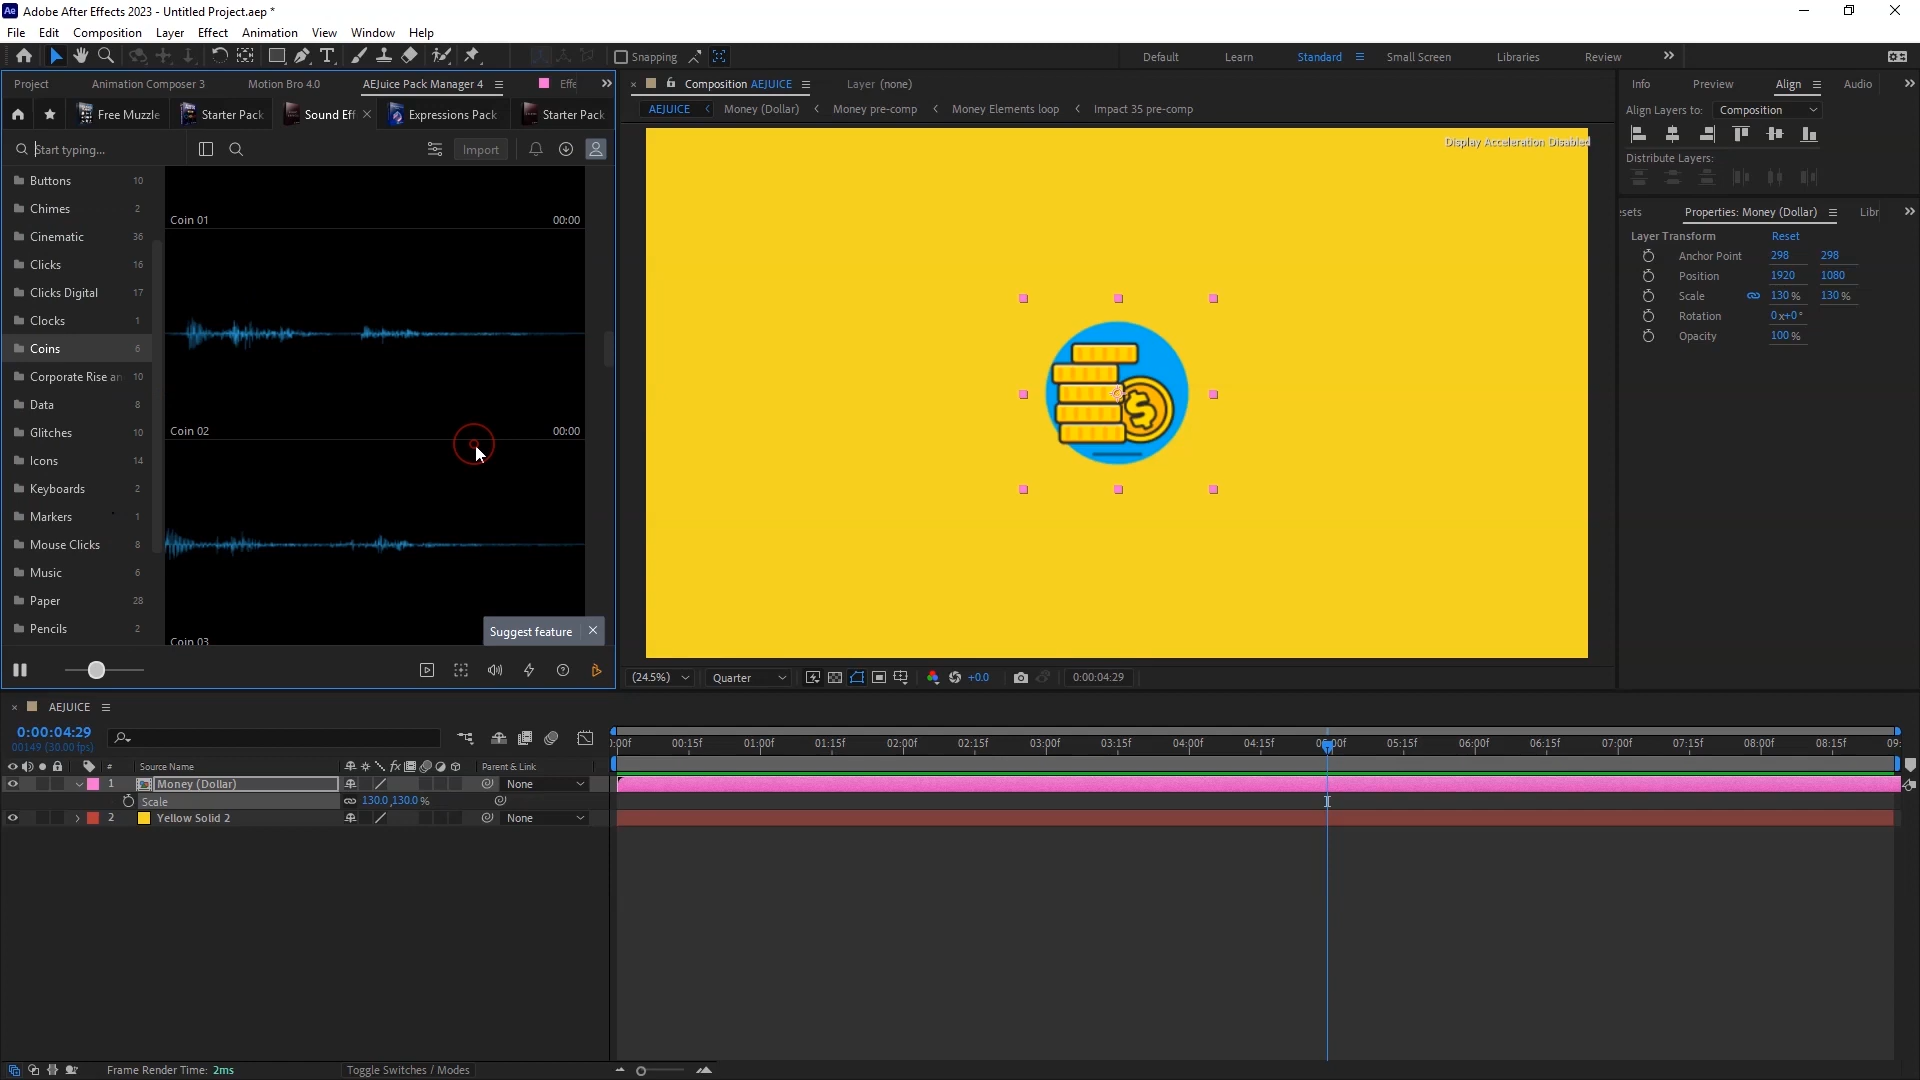 Adobe After Effects 2023 - Untitled Project.aep *
File Edit Composition Layer Effect Animation View Window Help
Snapping
Default Learn Standard Small Screen Libraries Review
Project Animation Composer 3 Motion Bro 4.0 AEJuice Pack Manager 4 Effe
Free Muzzle Starter Pack Sound Eff Expressions Pack Starter Pack
Start typing...
Import
Buttons 10
Chimes 2
Cinematic 36
Clicks 16
Clicks Digital 17
Clocks 1
Coins 6
Corporate Rise an 10
Data 8
Glitches 10
Icons 14
Keyboards 2
Markers 1
Mouse Clicks 8
Music 6
Paper 28
Pencils 2
Coin 01 00:00
Coin 02 00:00
Coin 03
Suggest feature
Composition AEJUICE
Layer (none)
AEJUICE Money (Dollar) Money pre-comp Money Elements loop Impact 35 pre-comp
Display Acceleration Disabled
(24.5%) Quarter +0.0 0:00:04:29
Info Preview Align Audio
Align Layers to: Composition
Distribute Layers:
sets Properties: Money (Dollar) Libr
Layer Transform Reset
Anchor Point 298 298
Position 1920 1080
Scale 130 % 130 %
Rotation 0x+0°
Opacity 100 %
AEJUICE
0:00:04:29
00149 (30.00 fps)
# Source Name Parent & Link
1 Money (Dollar) None
Scale 130.0,130.0 %
2 Yellow Solid 2 None
:00f 00:15f 01:00f 01:15f 02:00f 02:15f 03:00f 03:15f 04:00f 04:15f 05:00f 05:15f 06:00f 06:15f 07:00f 07:15f 08:00f 08:15f 09:
Frame Render Time: 2ms
Toggle Switches / Modes